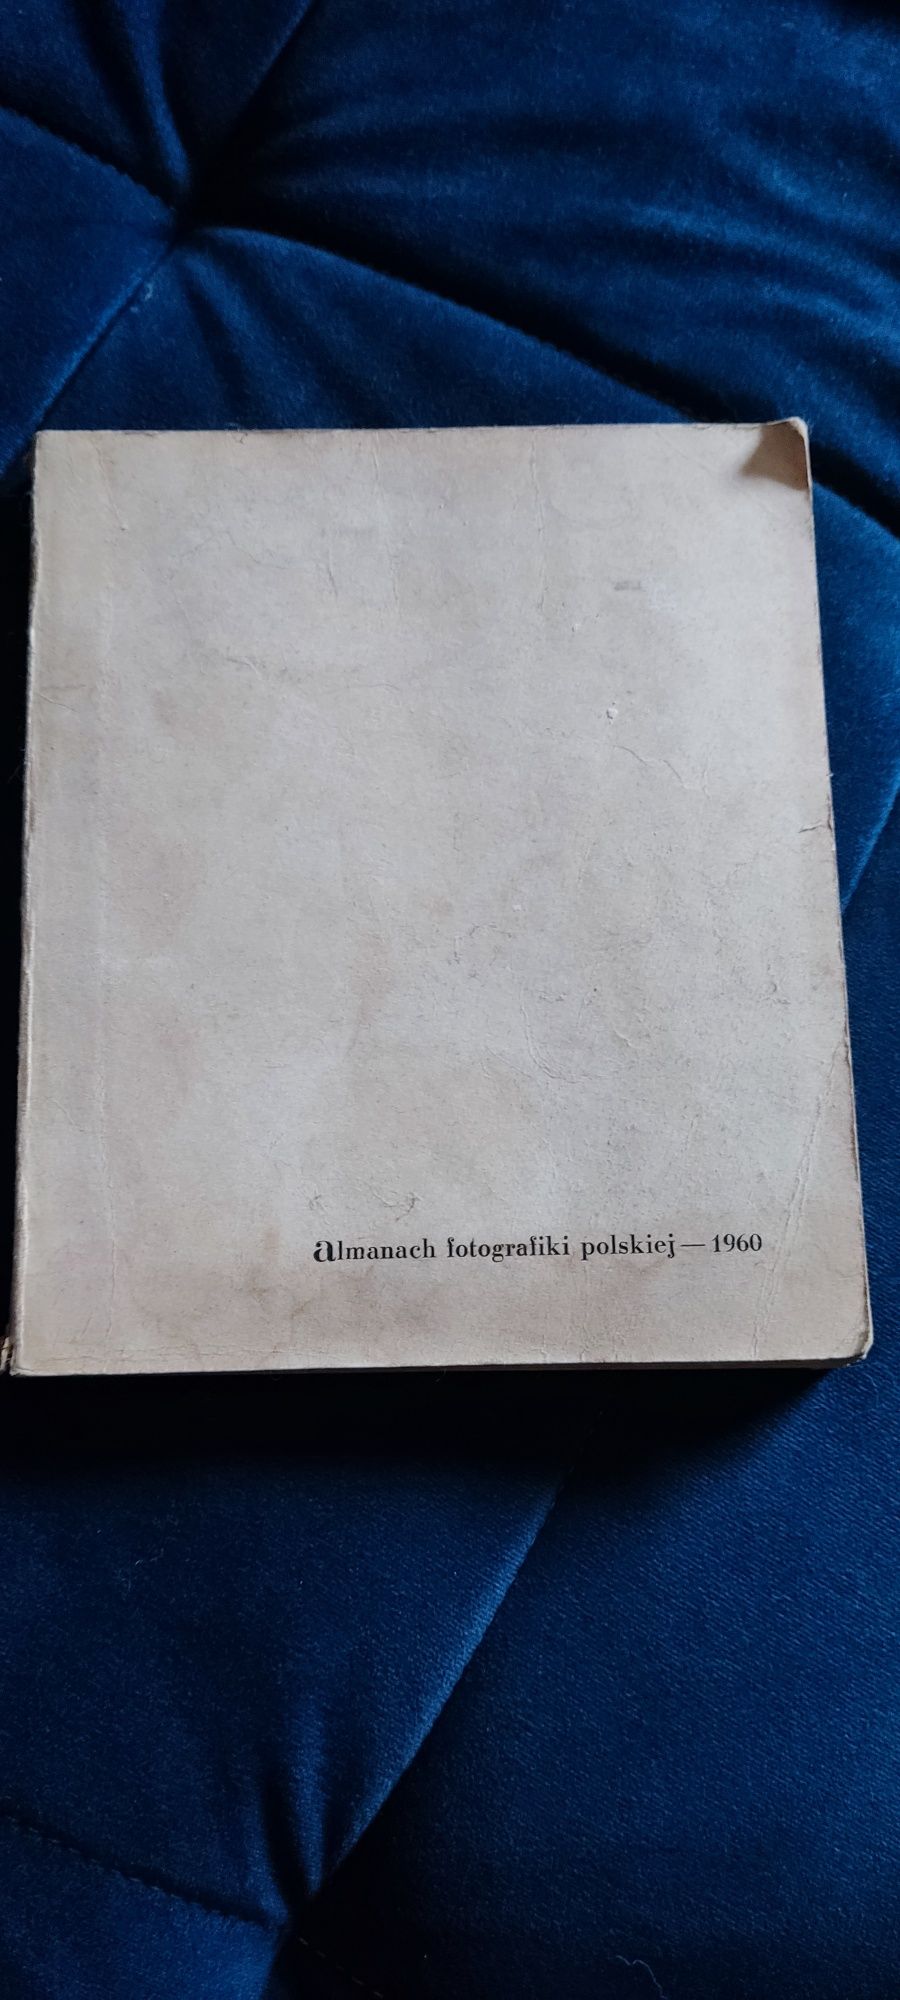 almanach fotografiki polskiej — 1960